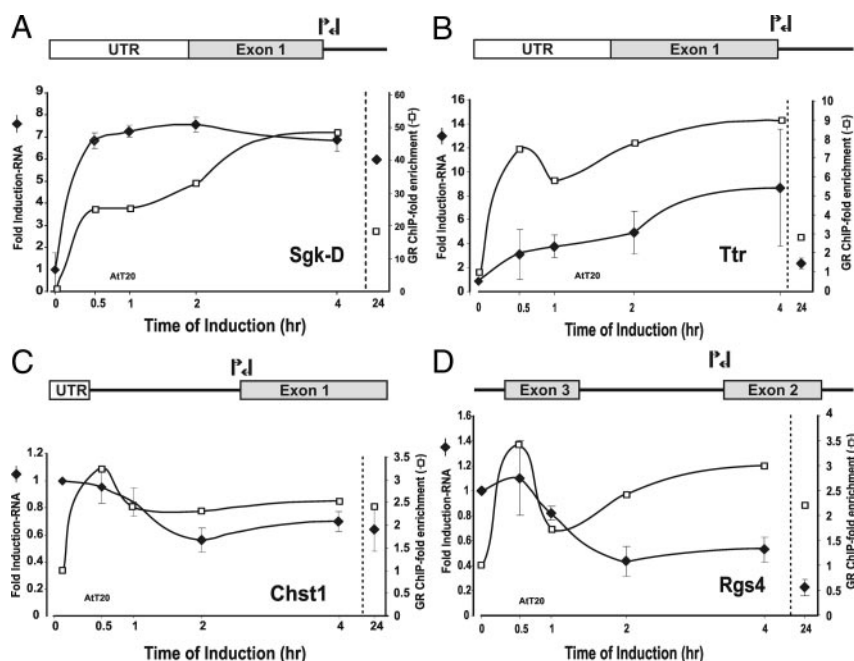 A
UTR Exon 1
Fold Induction-RNA
9
8
7
6
5
4
3
2
1
0
60
50
40
30
20
10
0
GR ChIP-fold enrichment (-□)
Sgk-D
AtT20
0 0.5 1 2 4 24
Time of Induction (hr)
B
UTR Exon 1
Fold Induction-RNA
16
14
12
10
8
6
4
2
0
10
9
8
7
6
5
4
3
2
1
0
GR ChIP-fold enrichment (-□)
Ttr
AtT20
0 0.5 1 2 4 24
Time of Induction (hr)
C
UTR Exon 1
Fold Induction-RNA
1.2
1
0.8
0.6
0.4
0.2
0
3.5
3
2.5
2
1.5
1
0.5
0
GR ChIP-fold enrichment (-□)
AtT20
Chst1
0 0.5 1 2 4 24
Time of Induction (hr)
D
Exon 3 Exon 2
Fold Induction-RNA
1.6
1.4
1.2
1
0.8
0.6
0.4
0.2
0
4
3.5
3
2.5
2
1.5
1
0.5
0
GR ChIP-fold enrichment (-□)
Rgs4
AtT20
0 0.5 1 2 4 24
Time of Induction (hr)